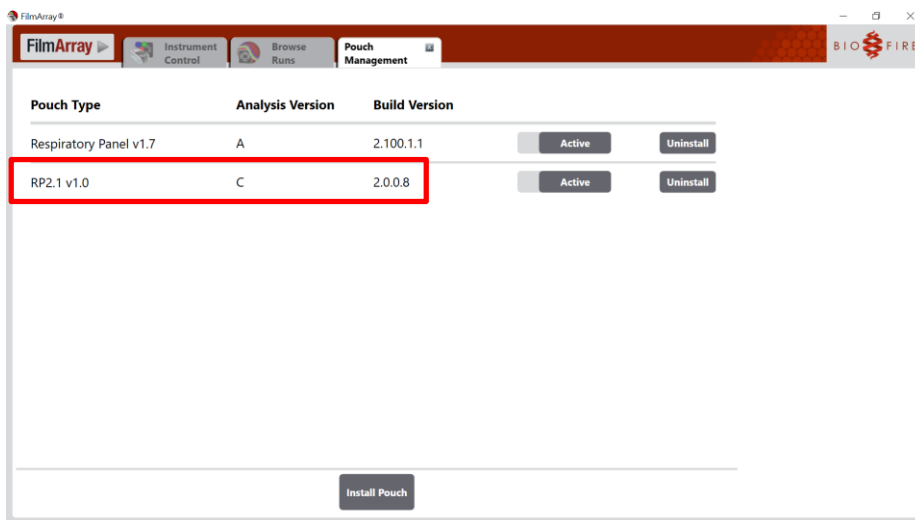 FilmArray®
FilmArray
Instrument Control
Browse Runs
Pouch Management
BIO FIRE
Pouch Type Analysis Version Build Version
Respiratory Panel v1.7 A 2.100.1.1 Active Uninstall
RP2.1 v1.0 C 2.0.0.8 Active Uninstall
Install Pouch